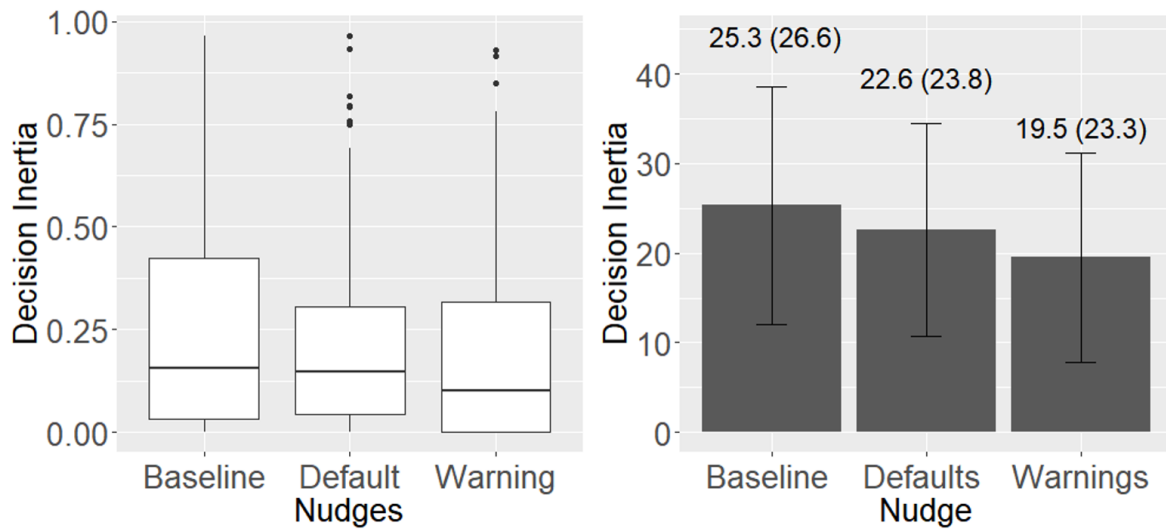 Decision Inertia
1.00
0.75
0.50
0.25
0.00
Baseline Default Warning
Nudges
Decision Inertia
40
30
20
10
0
25.3 (26.6)
22.6 (23.8)
19.5 (23.3)
Baseline Defaults Warnings
Nudge